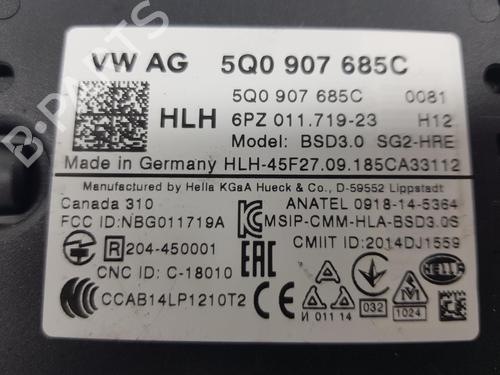 VW AG 5Q0 907 685C
5Q0 907 685C 0081
HLH 6PZ 011.719-23 H12
Model: BSD3.0 SG2-HRE
Made in Germany HLH-45F27.09.185CA33112
Manufactured by Hella KGaA Hueck & Co., D-59552 Lippstadt
Canada 310 ANATEL 0918-14-5364
FCC ID:NBG011719A MSIP-CMM-HLA-BSD3.0S
R 204-450001 EAC CMIIT ID:2014DJ1559
CNC ID: C-18010 HELLA
CCAB14LP1210T2 CE И 01 14 032 1024